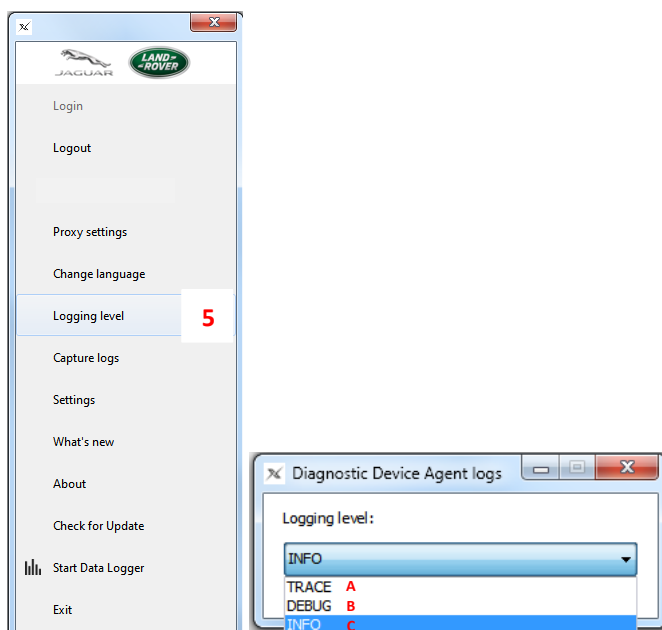 JAGUAR
LAND-
-ROVER
Login
Logout
Proxy settings
Change language
Logging level 5
Capture logs
Settings
What's new
About
Check for Update
Start Data Logger
Exit
Diagnostic Device Agent logs
Logging level:
INFO
TRACE A
DEBUG B
INFO C